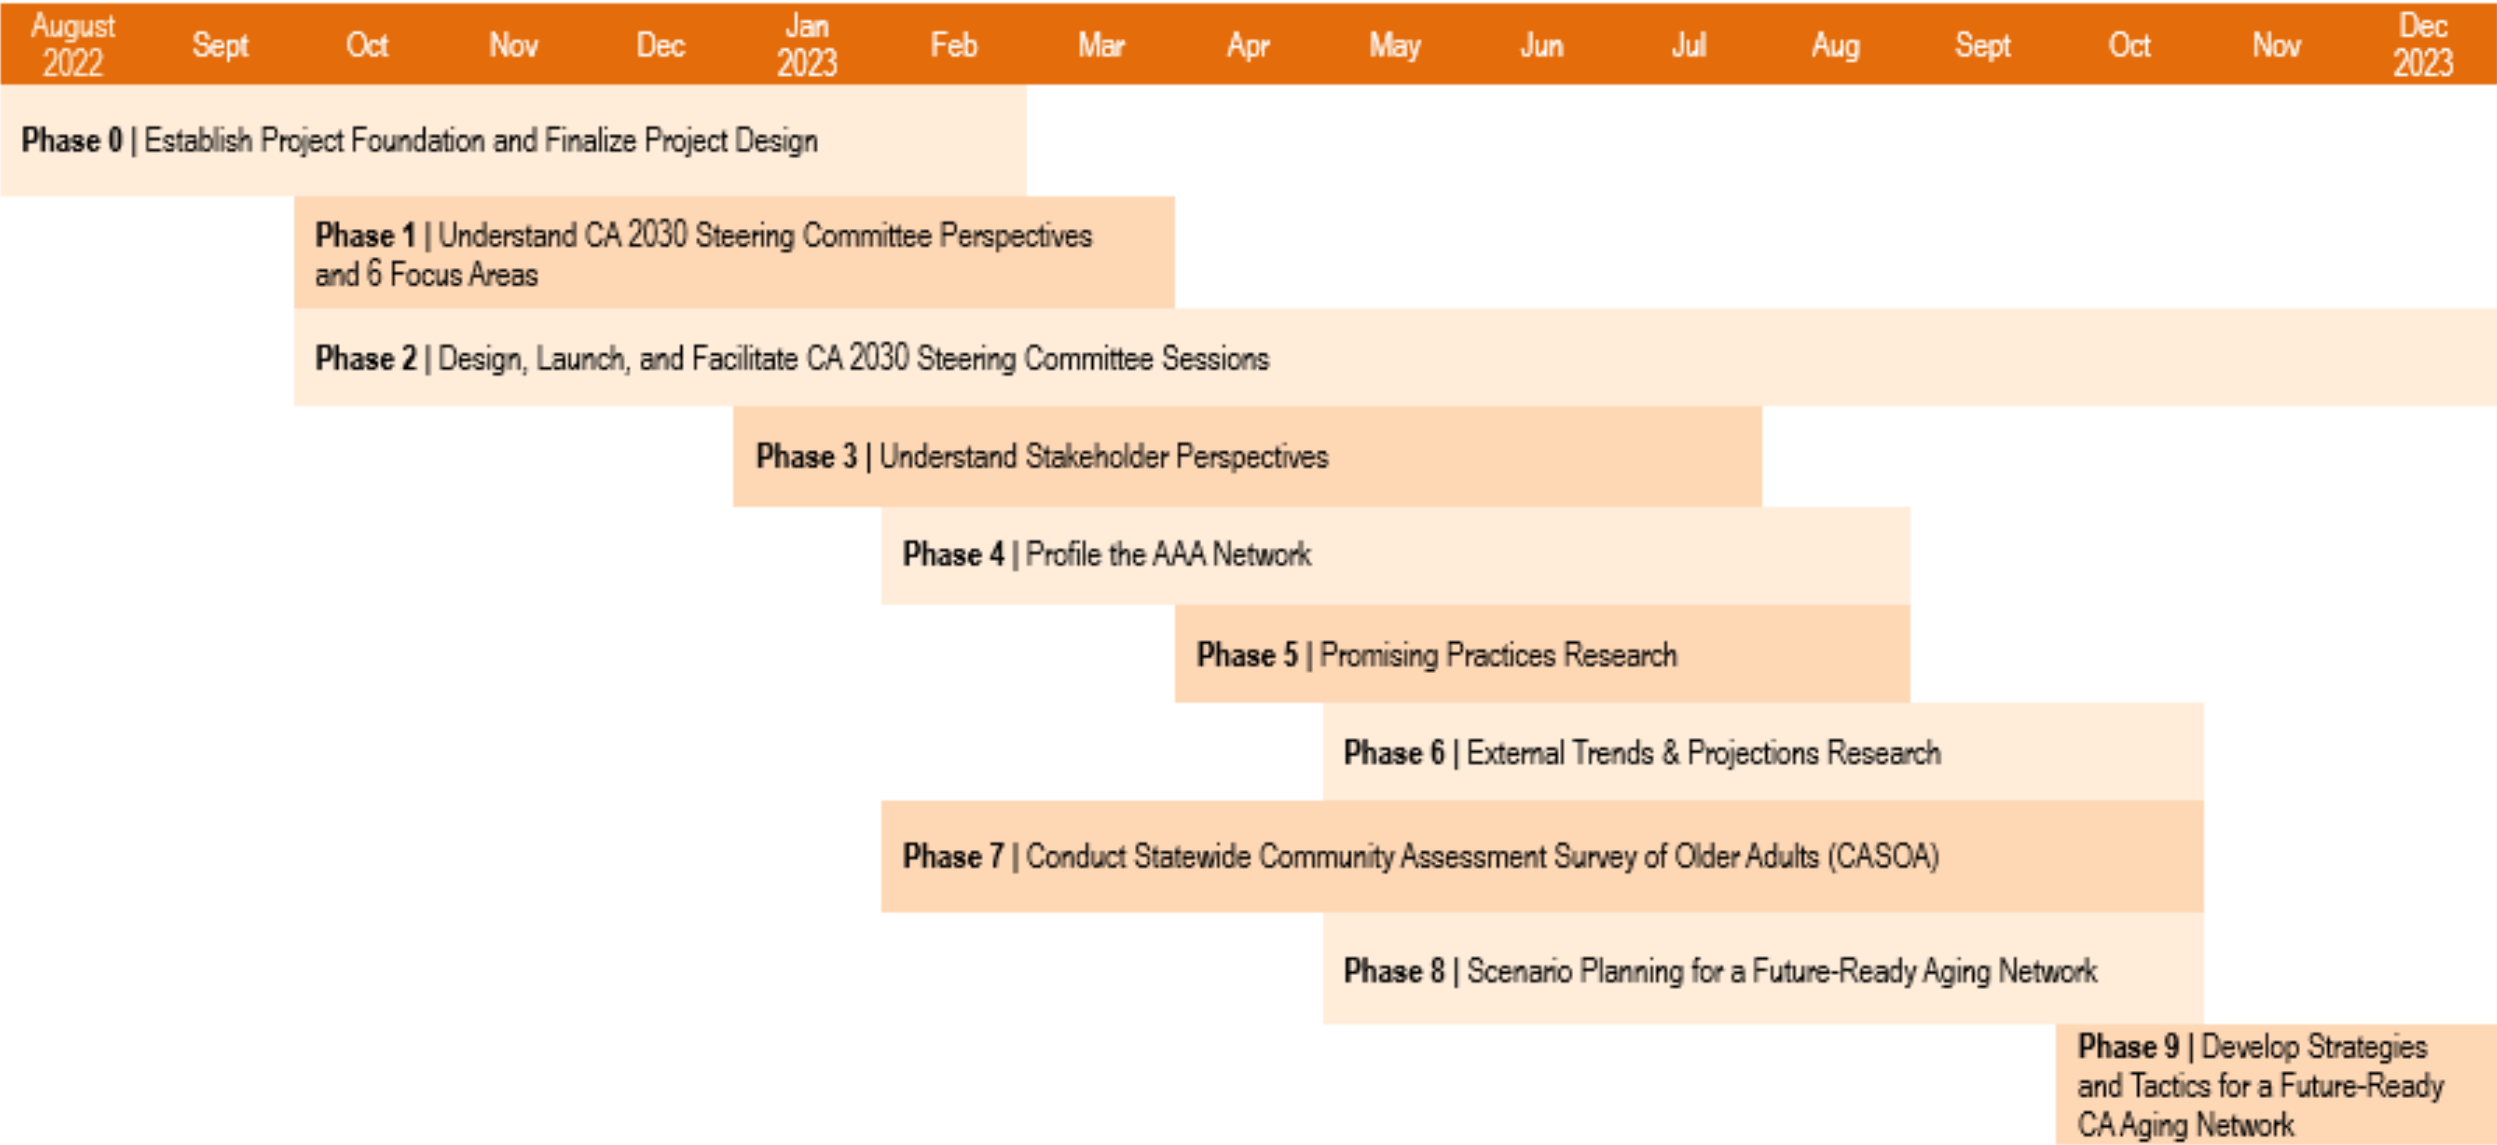 August
2022
Sept
Oct
Nov
Dec
Jan
2023
Feb
Mar
Apr
May
Jun
Jul
Aug
Sept
Oct
Nov
Dec
2023
Phase 0 | Establish Project Foundation and Finalize Project Design
Phase 1 | Understand CA 2030 Steering Committee Perspectives
and 6 Focus Areas
Phase 2 | Design, Launch, and Facilitate CA 2030 Steering Committee Sessions
Phase 3 | Understand Stakeholder Perspectives
Phase 4 | Profile the AAA Network
Phase 5 | Promising Practices Research
Phase 6 | External Trends & Projections Research
Phase 7 | Conduct Statewide Community Assessment Survey of Older Adults (CASOA)
Phase 8 | Scenario Planning for a Future-Ready Aging Network
Phase 9 | Develop Strategies
and Tactics for a Future-Ready
CA Aging Network